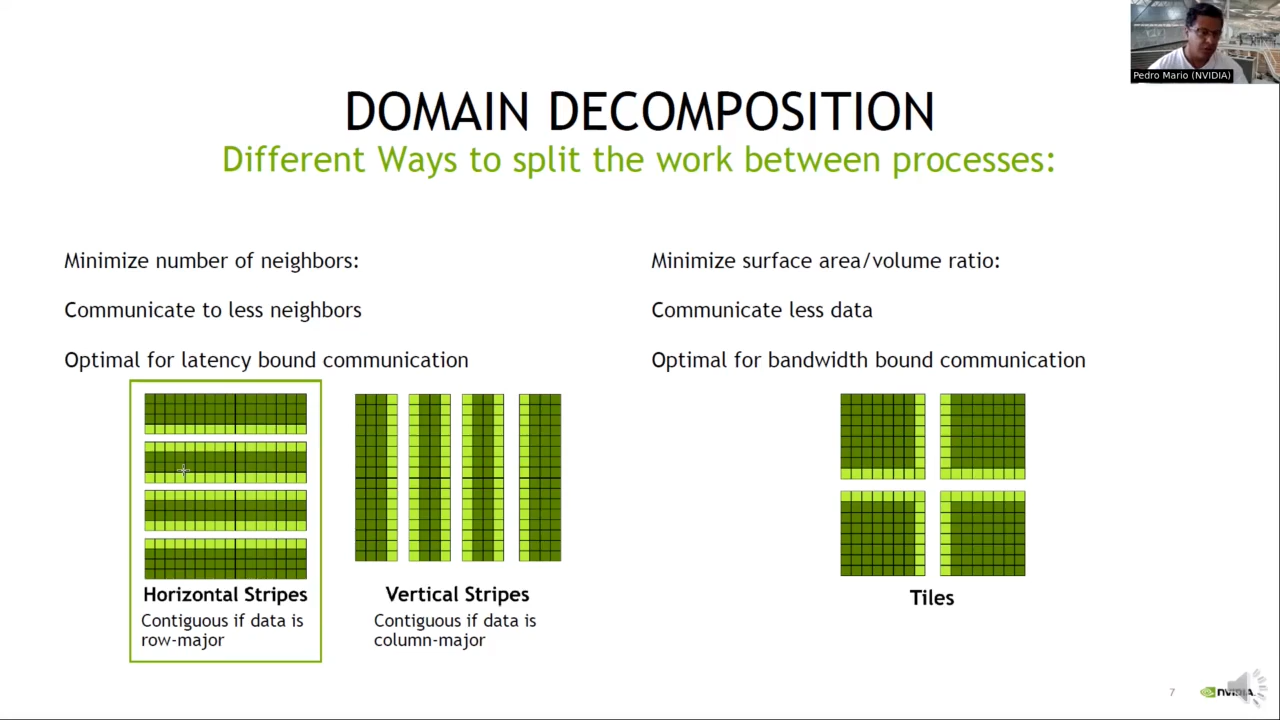 Pedro Mario (NVIDIA)
DOMAIN DECOMPOSITION
Different Ways to split the work between processes:
Minimize number of neighbors:
Communicate to less neighbors
Optimal for latency bound communication
Minimize surface area/volume ratio:
Communicate less data
Optimal for bandwidth bound communication
Horizontal Stripes
Contiguous if data is
row-major
Vertical Stripes
Contiguous if data is
column-major
Tiles
7
NVIDIA.